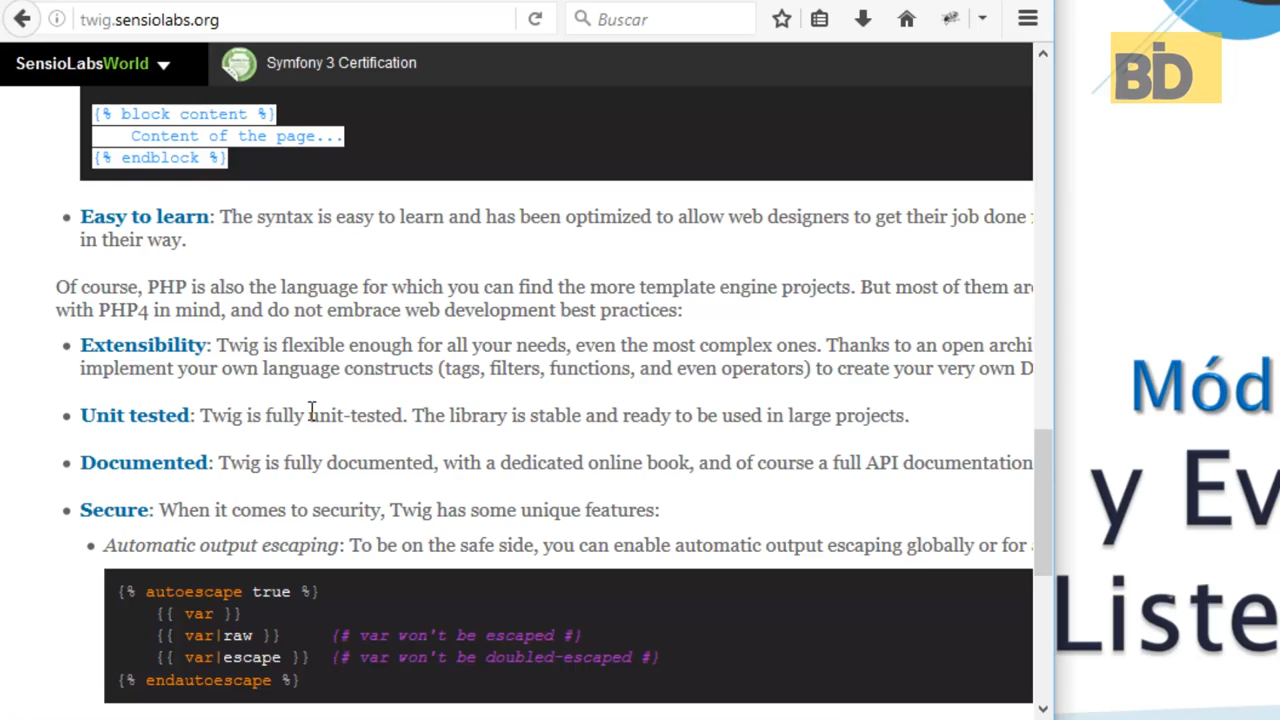 twig.sensiolabs.org
Buscar
SensioLabsWorld
Symfony 3 Certification
BD
{% block content %}
Content of the page...
{% endblock %}
Easy to learn: The syntax is easy to learn and has been optimized to allow web designers to get their job done
in their way.
Of course, PHP is also the language for which you can find the more template engine projects. But most of them are
with PHP4 in mind, and do not embrace web development best practices:
Extensibility: Twig is flexible enough for all your needs, even the most complex ones. Thanks to an open archi
implement your own language constructs (tags, filters, functions, and even operators) to create your very own D
Unit tested: Twig is fully unit-tested. The library is stable and ready to be used in large projects.
Documented: Twig is fully documented, with a dedicated online book, and of course a full API documentation
Secure: When it comes to security, Twig has some unique features:
Automatic output escaping: To be on the safe side, you can enable automatic output escaping globally or for
{% autoescape true %}
{{ var }}
{{ var|raw }} {# var won't be escaped #}
{{ var|escape }} {# var won't be doubled-escaped #}
{% endautoescape %}
Mód
y Ev
Liste